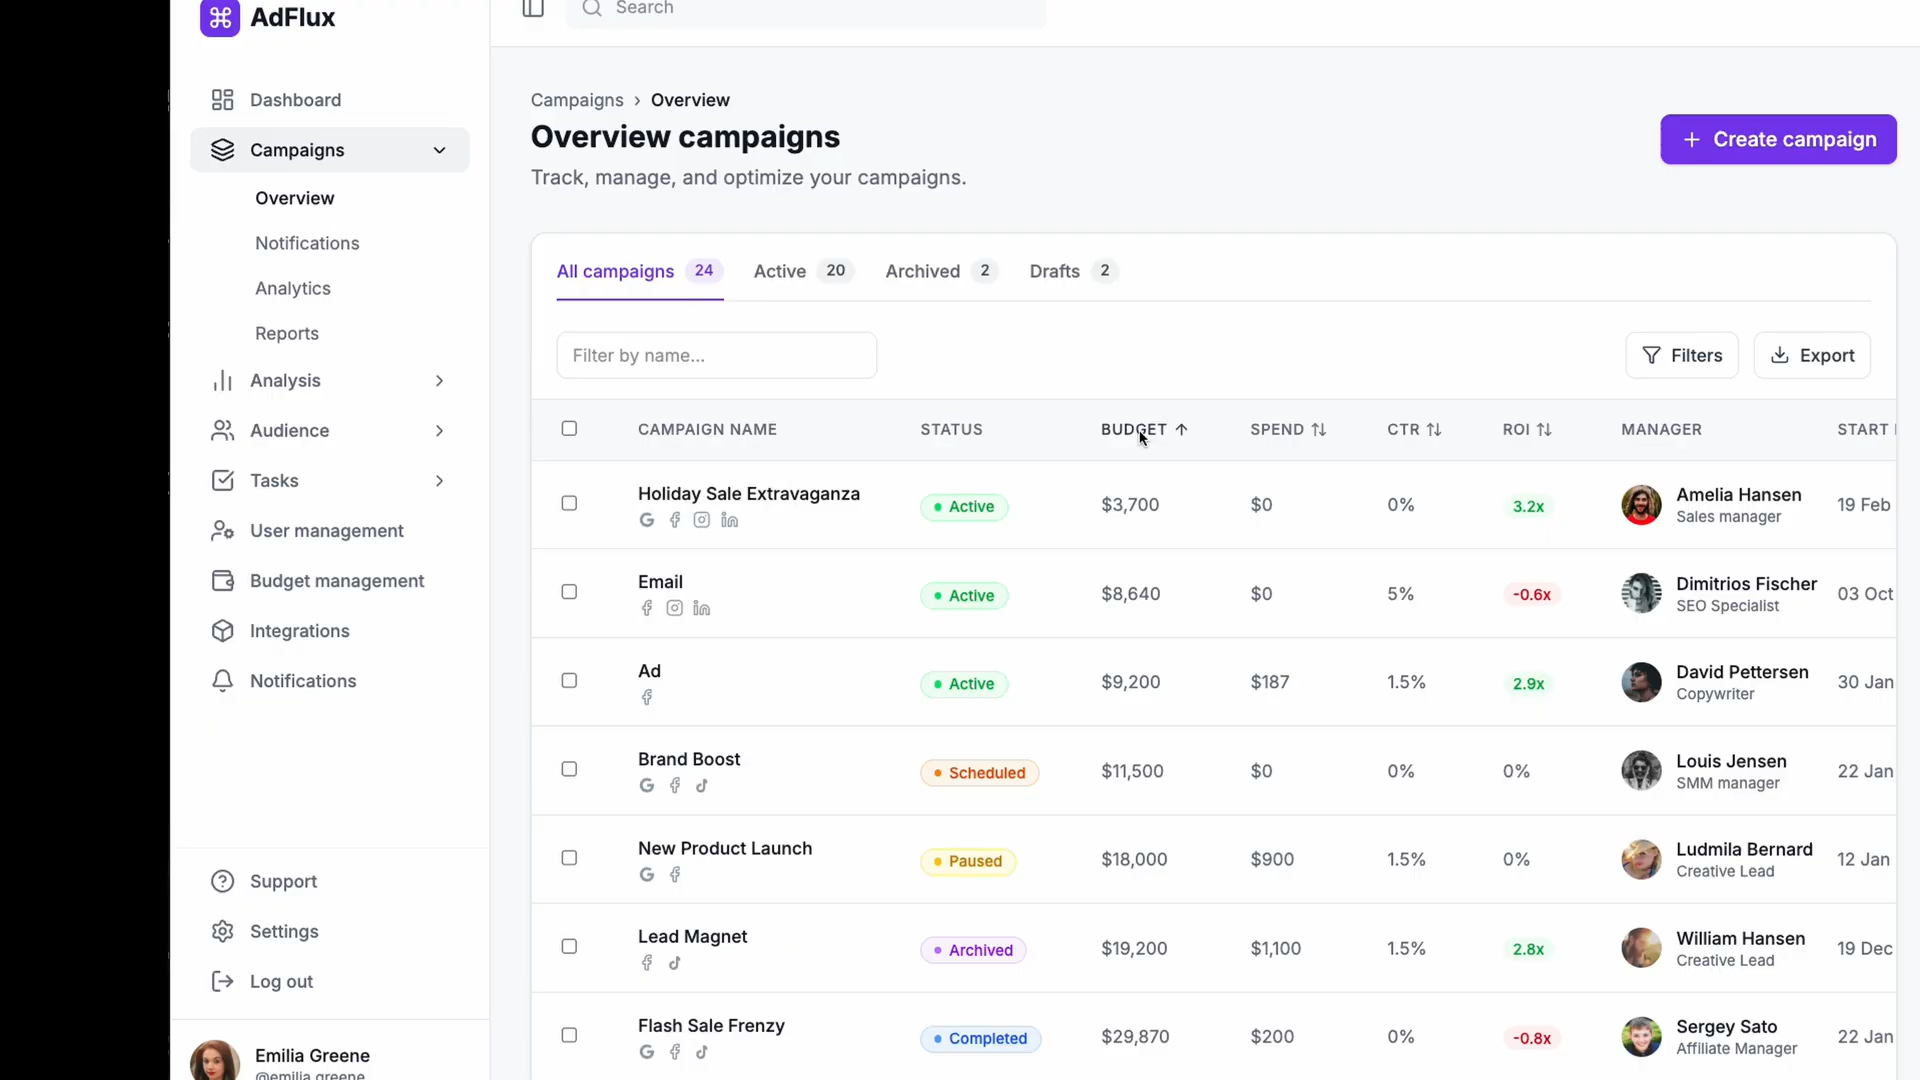 AdFlux
Search
Dashboard
Campaigns
Overview
Notifications
Analytics
Reports
Analysis
Audience
Tasks
User management
Budget management
Integrations
Notifications
Support
Settings
Log out
Emilia Greene
@emilia greene
Campaigns › Overview
Overview campaigns
Track, manage, and optimize your campaigns.
+ Create campaign
All campaigns 24 Active 20 Archived 2 Drafts 2
Filter by name...
Filters
Export
CAMPAIGN NAME STATUS BUDGET SPEND CTR ROI MANAGER START
Holiday Sale Extravaganza Active $3,700 $0 0% 3.2x Amelia Hansen 19 Feb
Sales manager
Email Active $8,640 $0 5% -0.6x Dimitrios Fischer 03 Oct
SEO Specialist
Ad Active $9,200 $187 1.5% 2.9x David Pettersen 30 Jan
Copywriter
Brand Boost Scheduled $11,500 $0 0% 0% Louis Jensen 22 Jan
SMM manager
New Product Launch Paused $18,000 $900 1.5% 0% Ludmila Bernard 12 Jan
Creative Lead
Lead Magnet Archived $19,200 $1,100 1.5% 2.8x William Hansen 19 Dec
Creative Lead
Flash Sale Frenzy Completed $29,870 $200 0% -0.8x Sergey Sato 22 Jan
Affiliate Manager